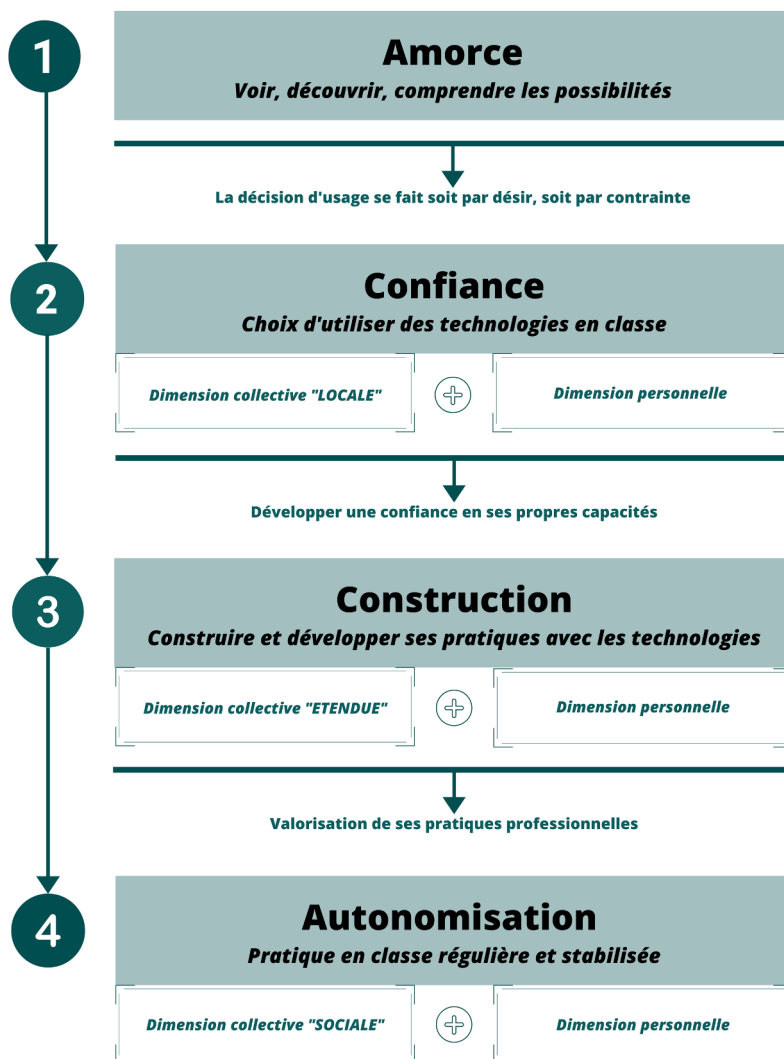 1
Amorce
Voir, découvrir, comprendre les possibilités
La décision d'usage se fait soit par désir, soit par contrainte
2
Confiance
Choix d'utiliser des technologies en classe
Dimension collective "LOCALE"
Dimension personnelle
Développer une confiance en ses propres capacités
3
Construction
Construire et développer ses pratiques avec les technologies
Dimension collective "ETENDUE"
Dimension personnelle
Valorisation de ses pratiques professionnelles
4
Autonomisation
Pratique en classe régulière et stabilisée
Dimension collective "SOCIALE"
Dimension personnelle